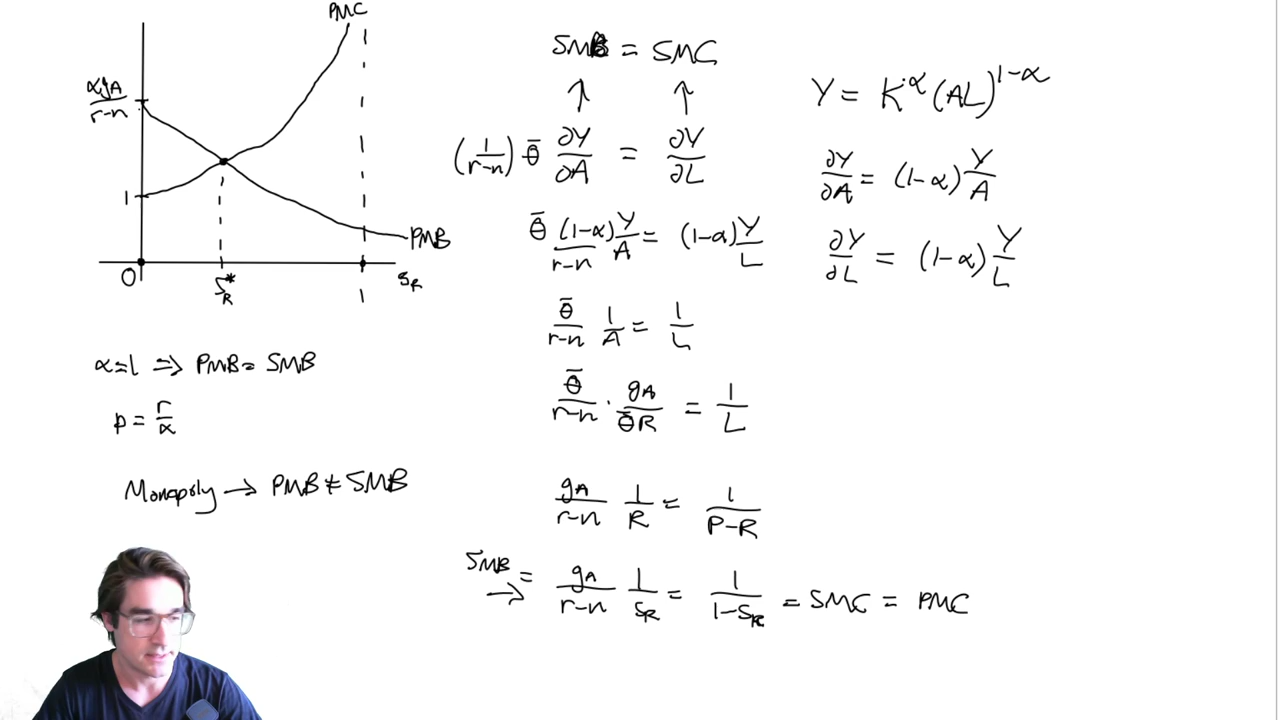 PMC
αgA
r-n
1
PMB
0
S*R
SR
α=1 ⇒ PMB = SMB
p = r/α
Monopoly → PMB ≠ SMB
SMB = SMC
↑ ↑
(1/(r-n)) θ̄ ∂Y/∂A = ∂Y/∂L
θ̄/(r-n) (1-α) Y/A = (1-α) Y/L
θ̄/(r-n) 1/A = 1/L
θ̄/(r-n) · gA/(θ̄R) = 1/L
gA/(r-n) 1/R = 1/(P-R)
SMB = → gA/(r-n) 1/SR = 1/(1-SR) = SMC = PMC
Y = K^α (AL)^(1-α)
∂Y/∂A = (1-α) Y/A
∂Y/∂L = (1-α) Y/L